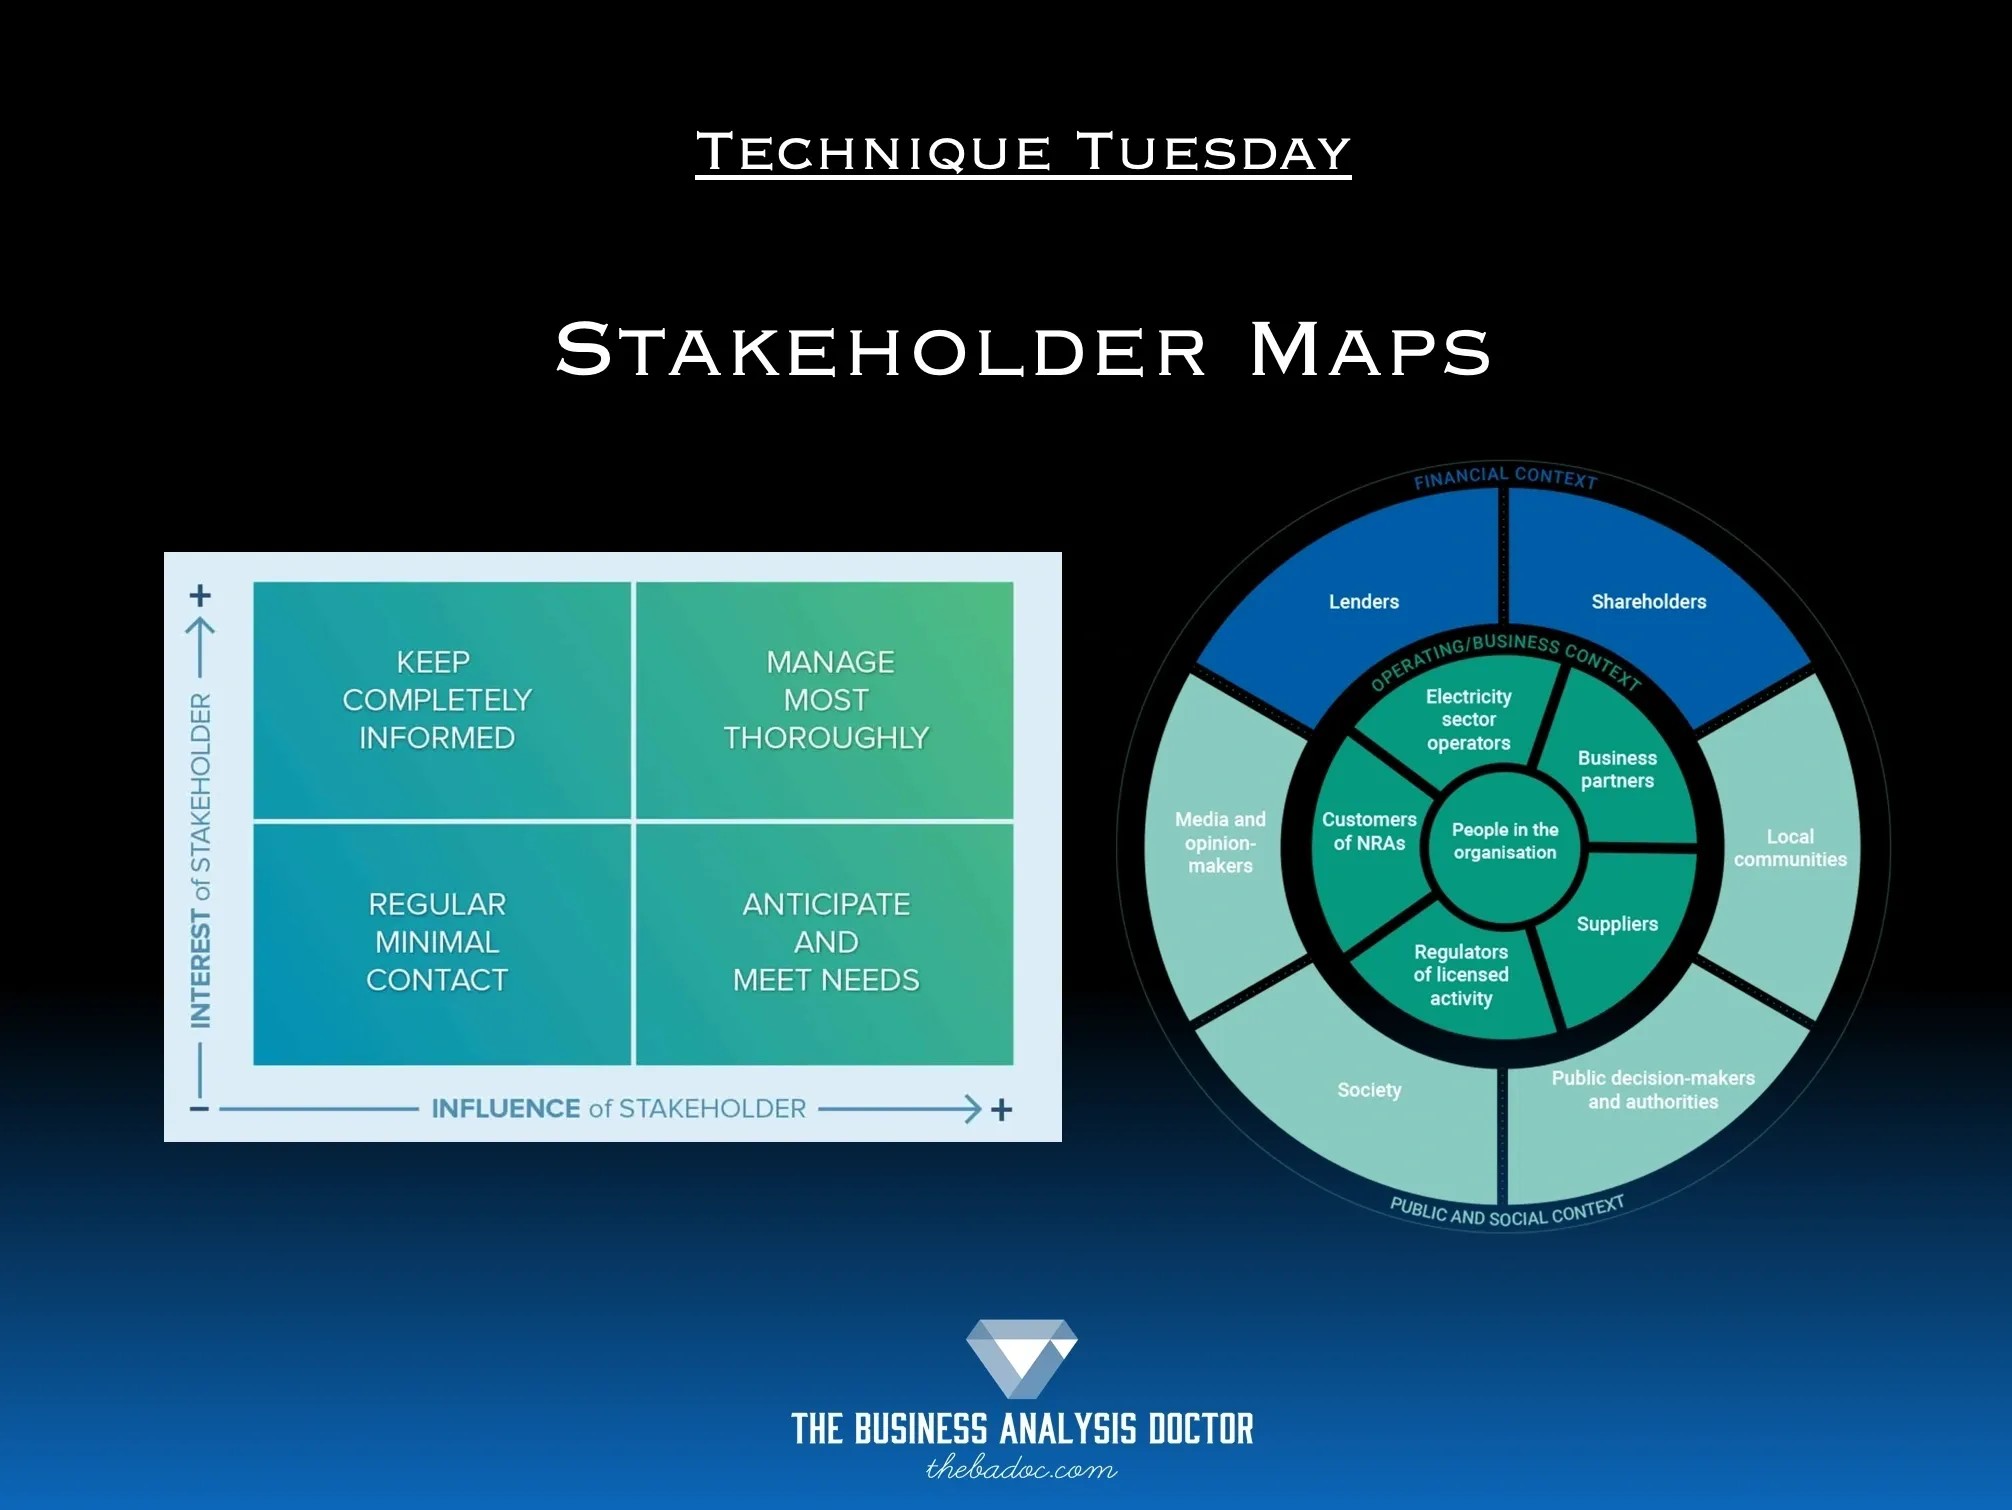 TECHNIQUE TUESDAY
STAKEHOLDER MAPS
+
INTEREST of STAKEHOLDER
KEEP
COMPLETELY
INFORMED
MANAGE
MOST
THOROUGHLY
REGULAR
MINIMAL
CONTACT
ANTICIPATE
AND
MEET NEEDS
− INFLUENCE of STAKEHOLDER +
FINANCIAL CONTEXT
Lenders
Shareholders
OPERATING/BUSINESS CONTEXT
Electricity
sector
operators
Business
partners
Customers
of NRAs
People in the
organisation
Suppliers
Regulators
of licensed
activity
Media and
opinion-
makers
Local
communities
Society
Public decision-makers
and authorities
PUBLIC AND SOCIAL CONTEXT
THE BUSINESS ANALYSIS DOCTOR
thebadoc.com